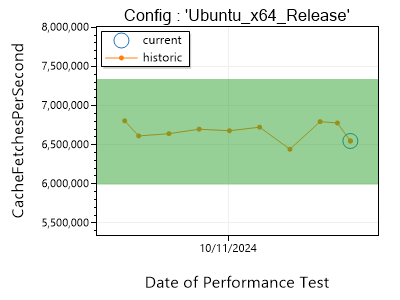 Config : 'Ubuntu_x64_Release'
current
historic
CacheFetchesPerSecond
8,000,000
7,500,000
7,000,000
6,500,000
6,000,000
5,500,000
10/11/2024
Date of Performance Test